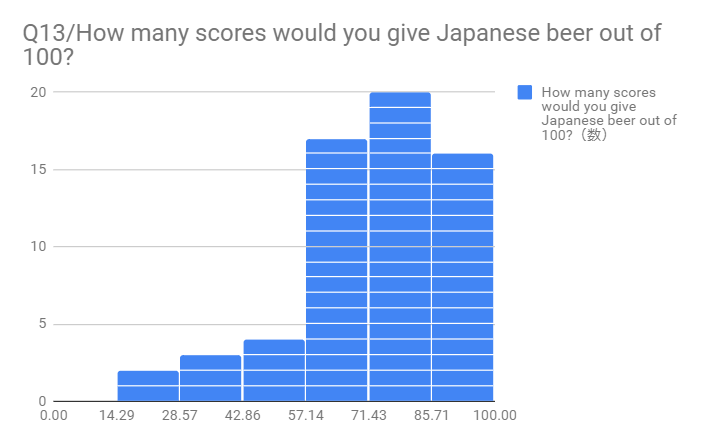 Q13/How many scores would you give Japanese beer out of
100?
20
15
10
5
0
0.00 14.29 28.57 42.86 57.14 71.43 85.71 100.00
How many scores
would you give
Japanese beer out of
100?（数）